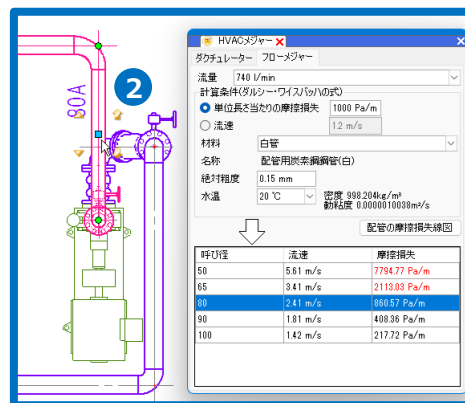 2
80A
HVACメジャー
ダクチュレーター フローメジャー
流量 740 l/min
計算条件(ダルシー・ワイスバッハの式)
単位長さ当たりの摩擦損失 1000 Pa/m
流速 1.2 m/s
材料 白管
名称 配管用炭素鋼鋼管(白)
絶対粗度 0.15 mm
水温 20 ℃ 密度 998.204kg/m³
動粘度 0.0000010038m²/s
配管の摩擦損失線図
呼び径 流速 摩擦損失
50 5.61 m/s 7794.77 Pa/m
65 3.41 m/s 2113.03 Pa/m
80 2.41 m/s 860.57 Pa/m
90 1.81 m/s 408.36 Pa/m
100 1.42 m/s 217.72 Pa/m